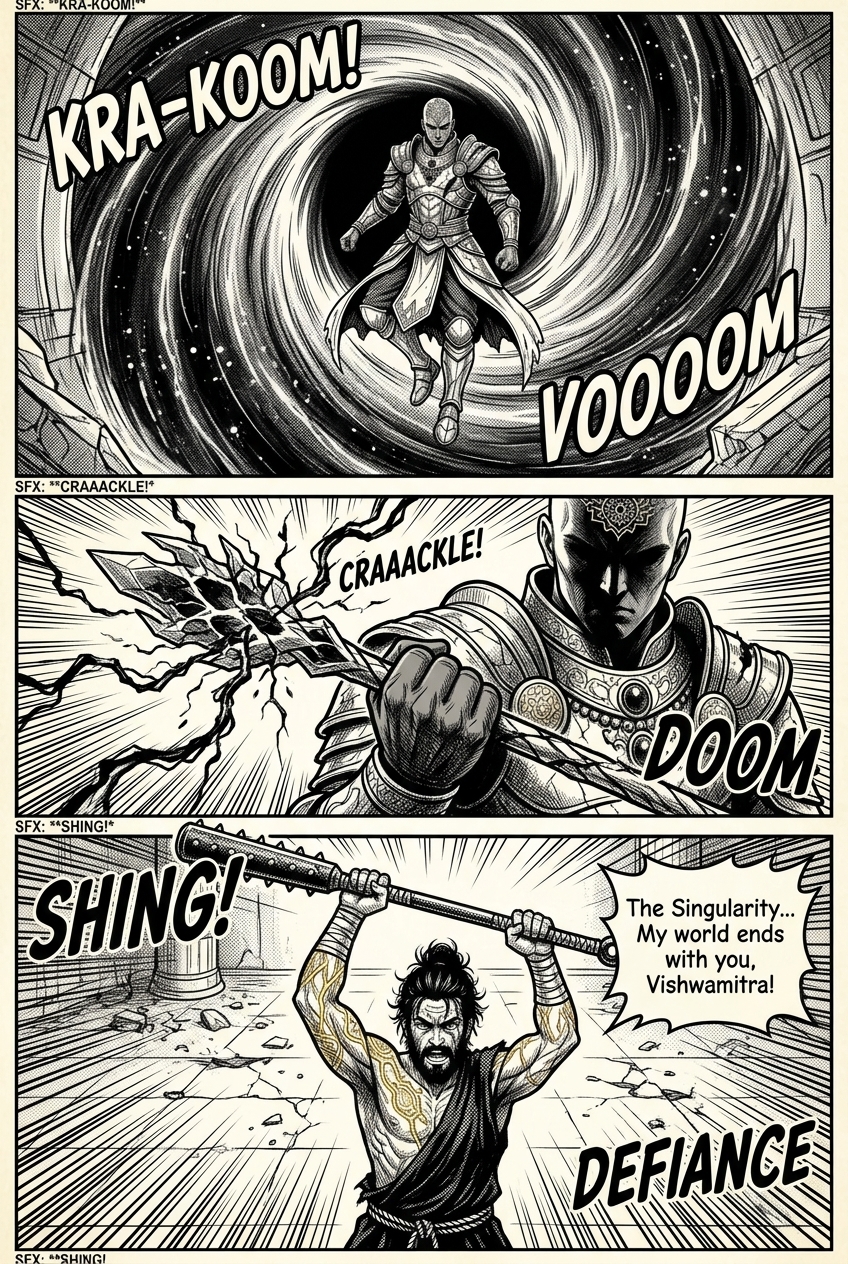 SFX: **KRA-KOOM!**
KRA-KOOM!
VOOOOM
SFX: **CRAAACKLE!*
CRAAACKLE!
DOOM
SFX: **SHING!*
SHING!
The Singularity...
My world ends
with you,
Vishwamitra!
DEFIANCE
SFX: **SHING!